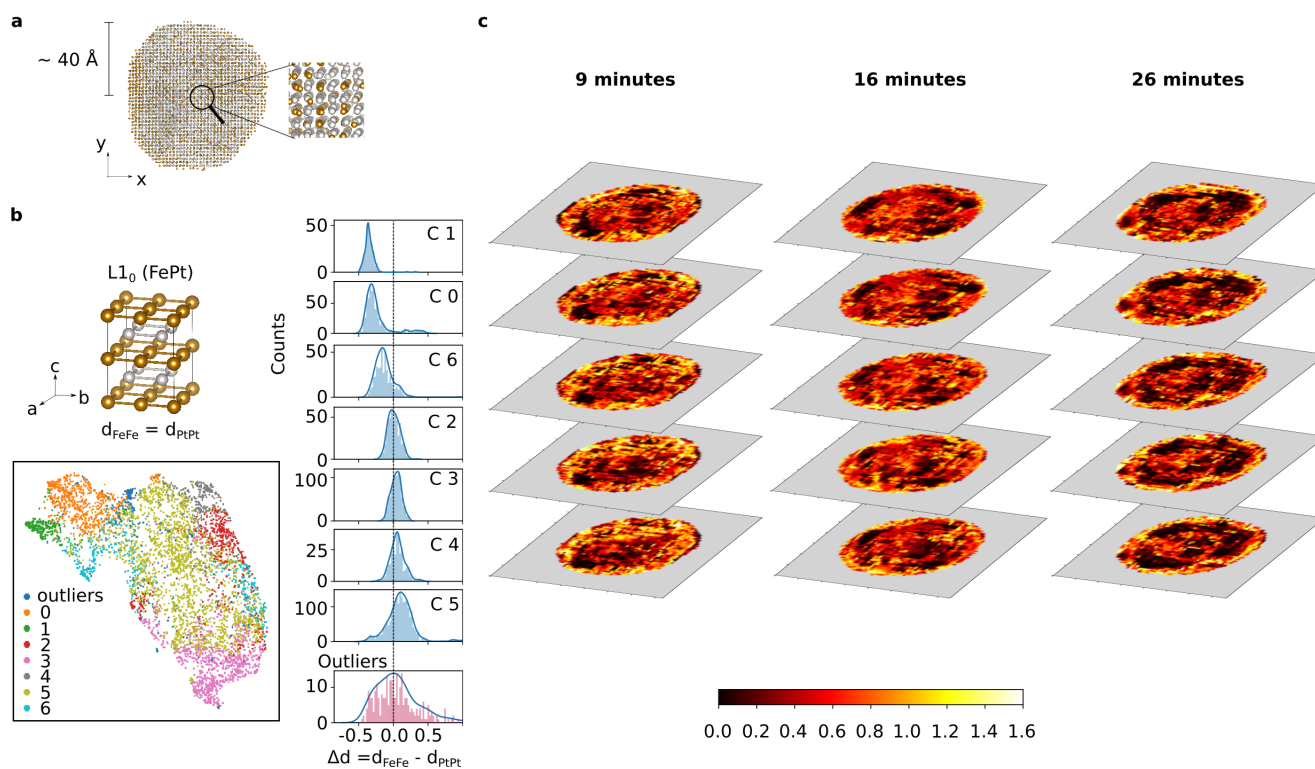 a
~ 40 Å
y
x
b
L1₀ (FePt)
c
a
b
d_FeFe = d_PtPt
outliers
0
1
2
3
4
5
6
Counts
50
0
C 1
50
0
C 0
50
0
C 6
50
0
C 2
100
0
C 3
25
0
C 4
100
0
C 5
Outliers
10
0
-0.5 0.0 0.5
Δd =d_FeFe - d_PtPt
c
9 minutes 16 minutes 26 minutes
0.0 0.2 0.4 0.6 0.8 1.0 1.2 1.4 1.6